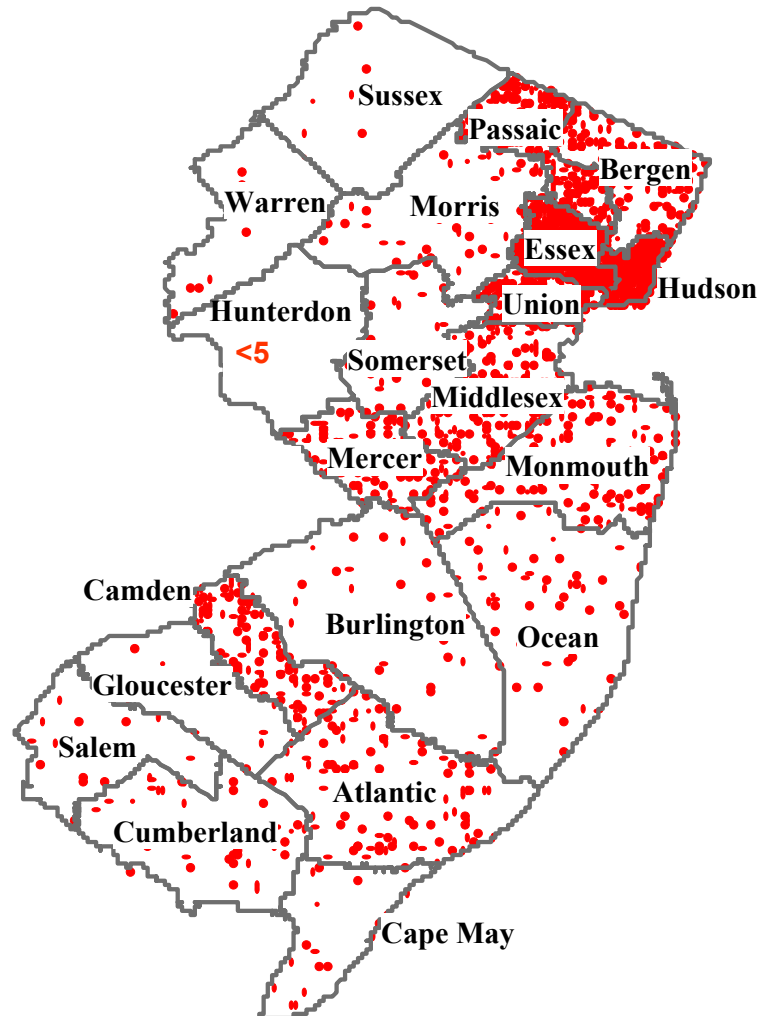 Sussex
Passaic
Bergen
Warren
Morris
Essex
Hudson
Union
Hunterdon
<5
Somerset
Middlesex
Mercer
Monmouth
Camden
Burlington
Ocean
Gloucester
Salem
Atlantic
Cumberland
Cape May